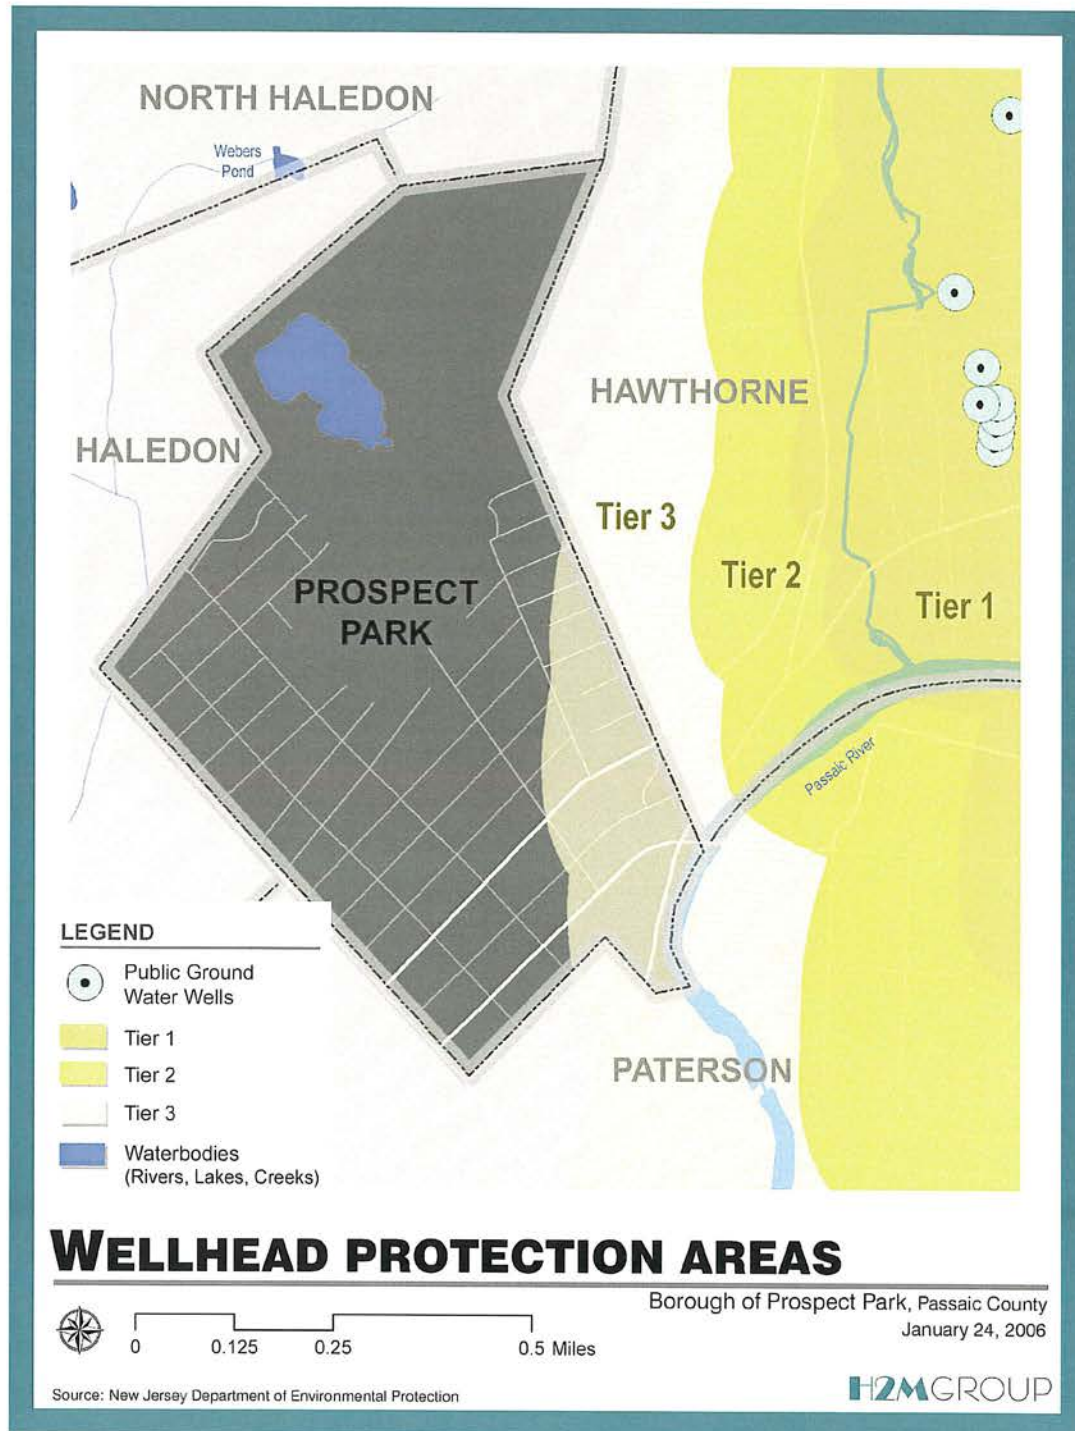 NORTH HALEDON
Webers
Pond
HAWTHORNE
HALEDON
Tier 3
Tier 2
Tier 1
PROSPECT
PARK
Passaic River
PATERSON
LEGEND
Public Ground
Water Wells
Tier 1
Tier 2
Tier 3
Waterbodies
(Rivers, Lakes, Creeks)
WELLHEAD PROTECTION AREAS
Borough of Prospect Park, Passaic County
January 24, 2006
0 0.125 0.25 0.5 Miles
Source: New Jersey Department of Environmental Protection
H2MGROUP